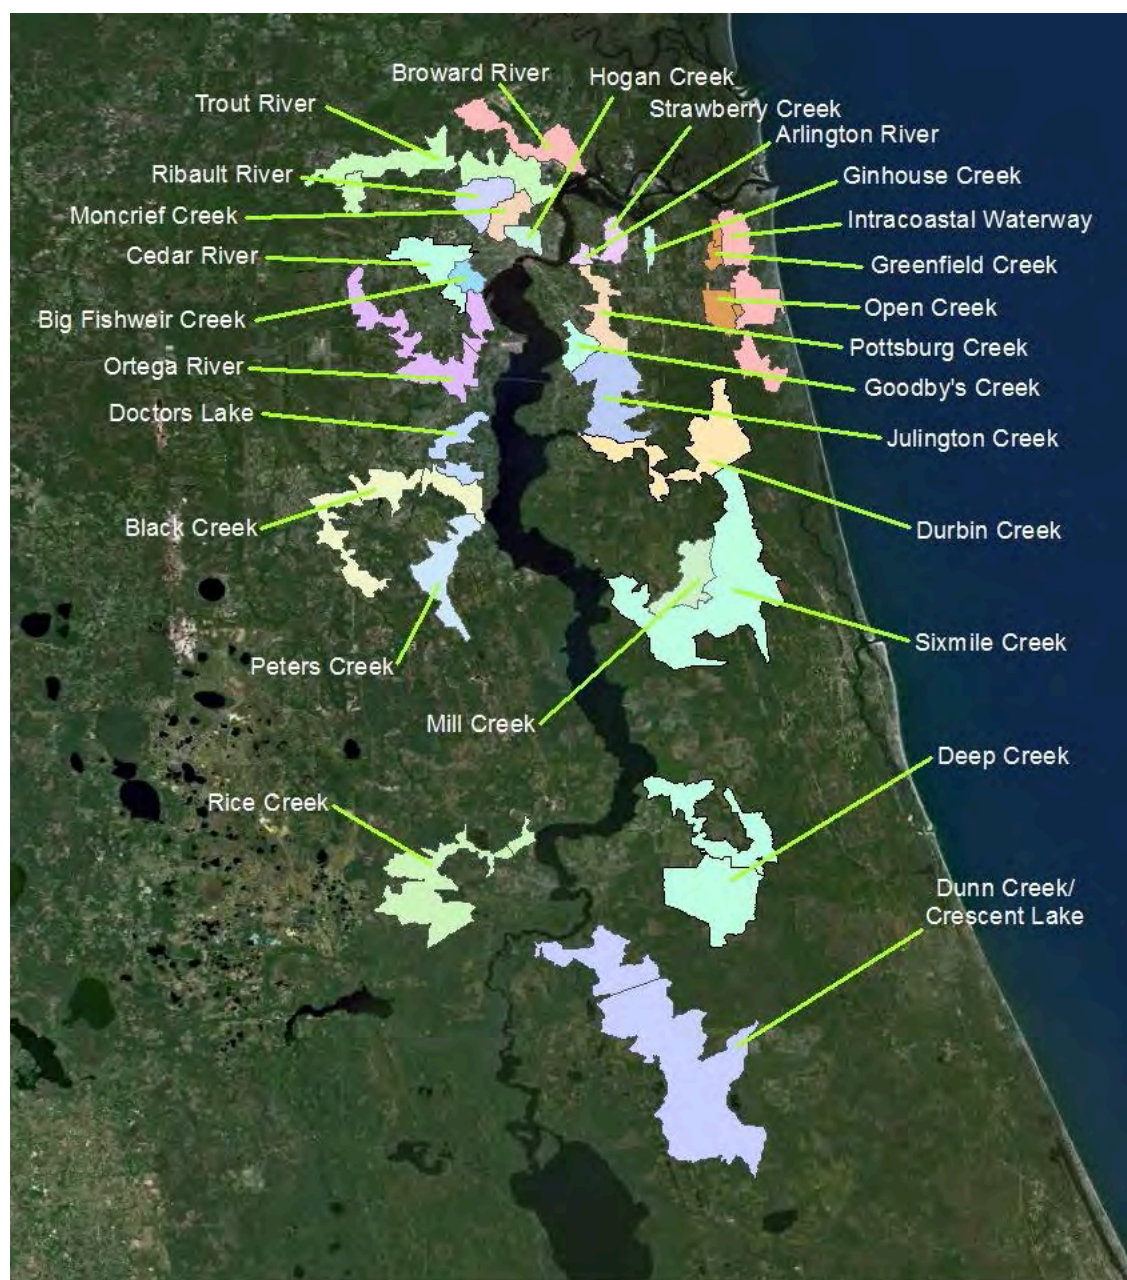 Broward River
Hogan Creek
Trout River
Strawberry Creek
Arlington River
Ribault River
Ginhouse Creek
Moncrief Creek
Intracoastal Waterway
Cedar River
Greenfield Creek
Open Creek
Big Fishweir Creek
Pottsburg Creek
Ortega River
Goodby's Creek
Doctors Lake
Julington Creek
Black Creek
Durbin Creek
Sixmile Creek
Peters Creek
Mill Creek
Deep Creek
Rice Creek
Dunn Creek/
Crescent Lake